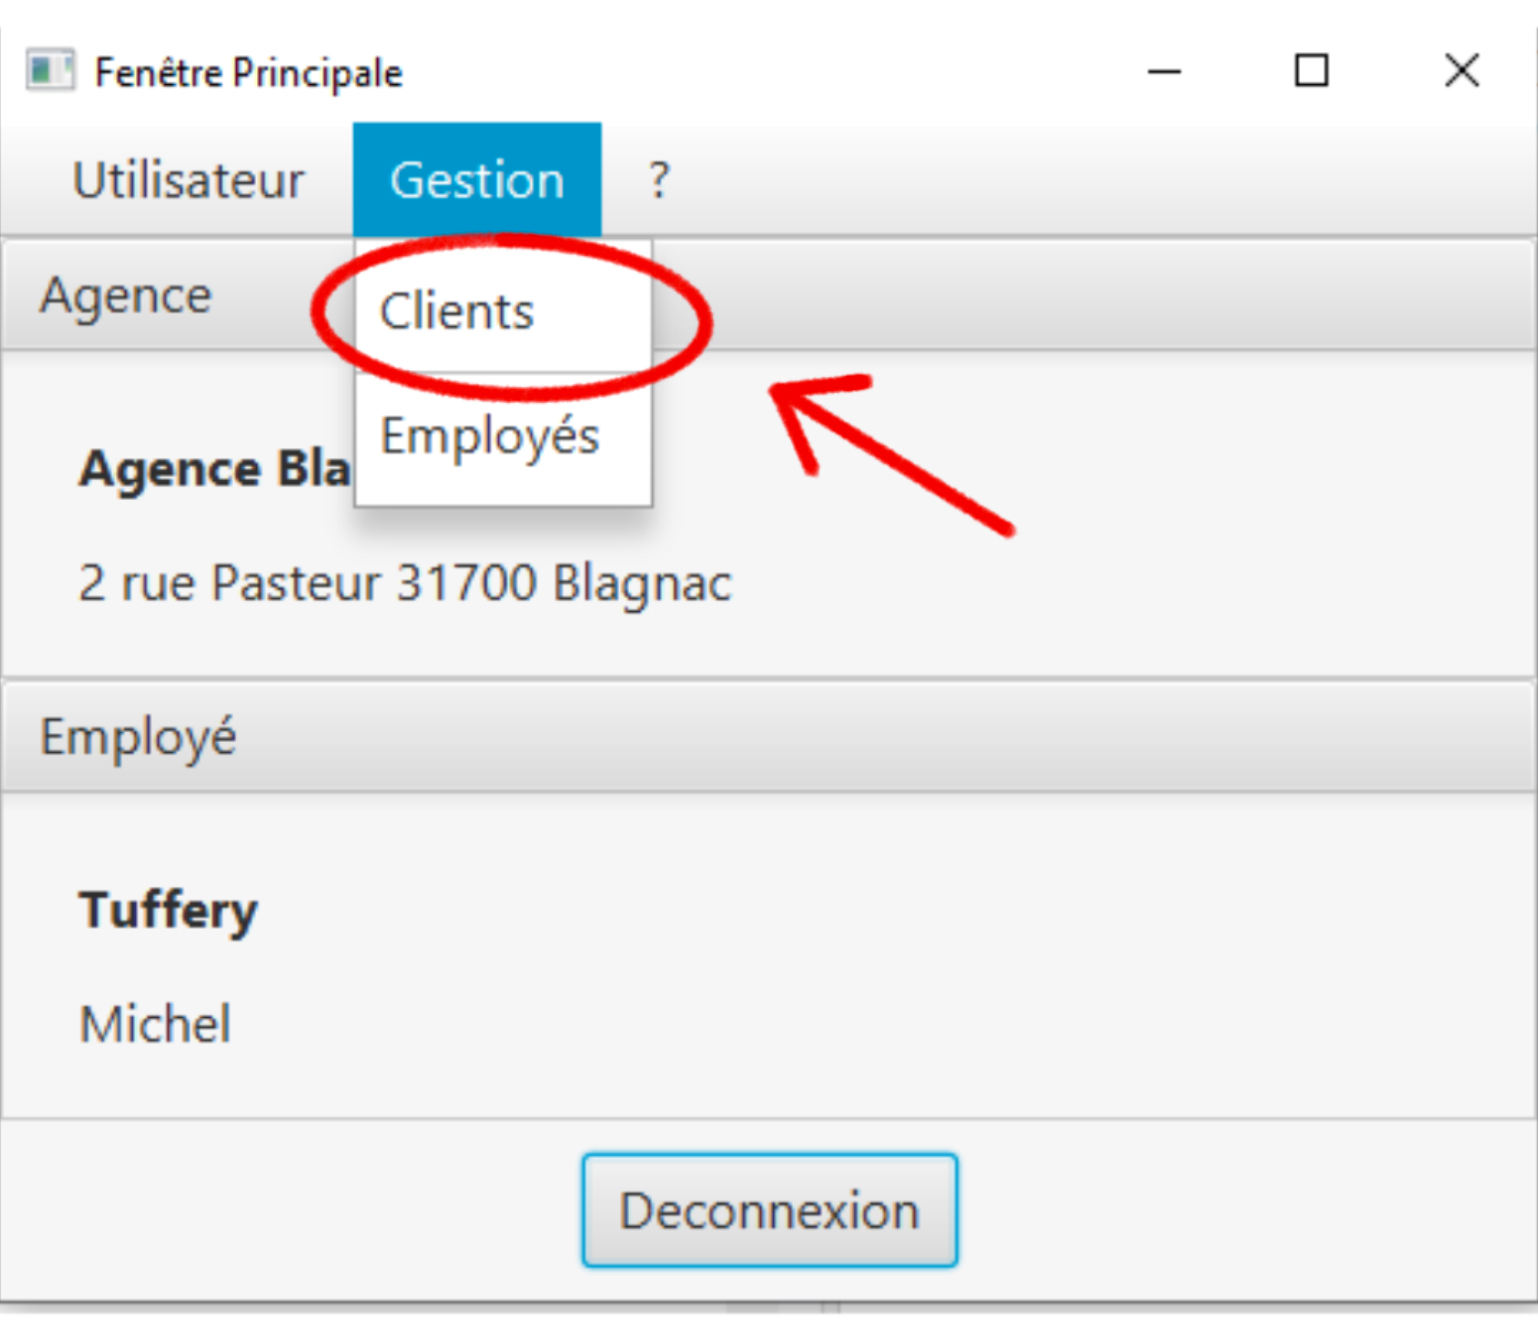 Fenêtre Principale
Utilisateur Gestion ?
Agence
Clients
Employés
Agence Bla
2 rue Pasteur 31700 Blagnac
Employé
Tuffery
Michel
Deconnexion